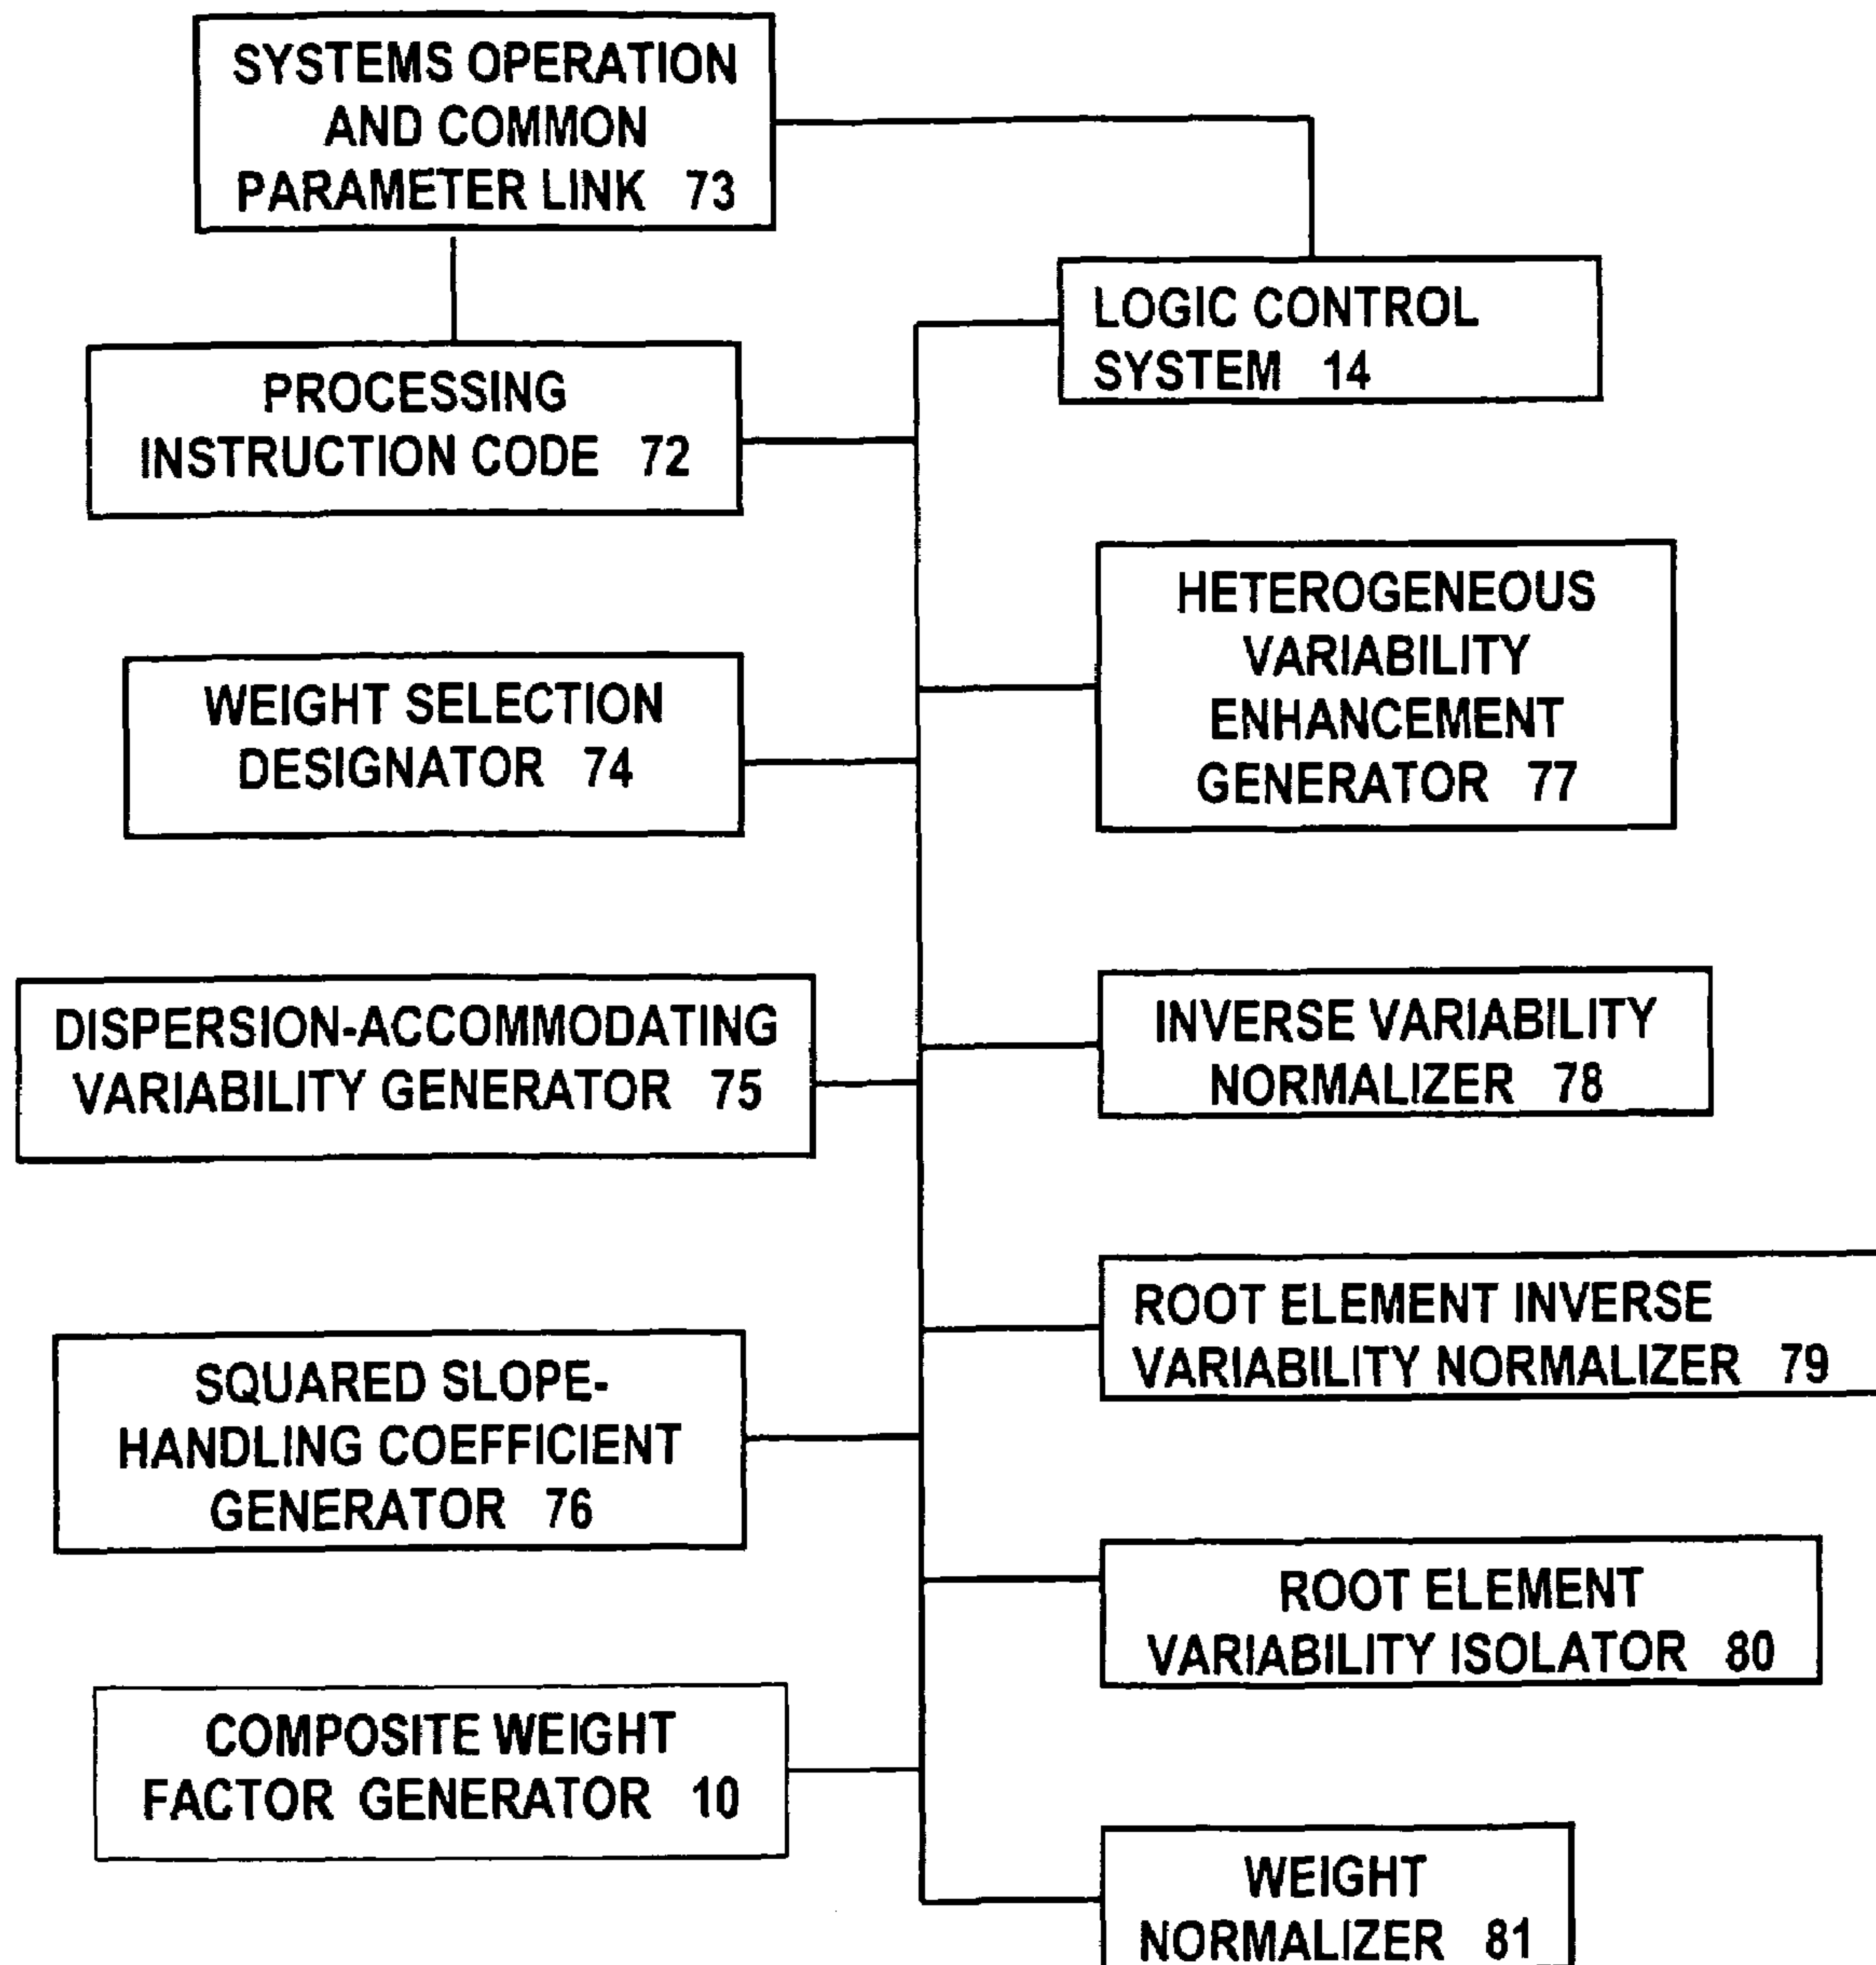 SYSTEMS OPERATION
AND COMMON
PARAMETER LINK 73
LOGIC CONTROL
SYSTEM 14
PROCESSING
INSTRUCTION CODE 72
HETEROGENEOUS
VARIABILITY
ENHANCEMENT
GENERATOR 77
WEIGHT SELECTION
DESIGNATOR 74
DISPERSION-ACCOMMODATING
VARIABILITY GENERATOR 75
INVERSE VARIABILITY
NORMALIZER 78
ROOT ELEMENT INVERSE
VARIABILITY NORMALIZER 79
SQUARED SLOPE-
HANDLING COEFFICIENT
GENERATOR 76
ROOT ELEMENT
VARIABILITY ISOLATOR 80
COMPOSITE WEIGHT
FACTOR GENERATOR 10
WEIGHT
NORMALIZER 81